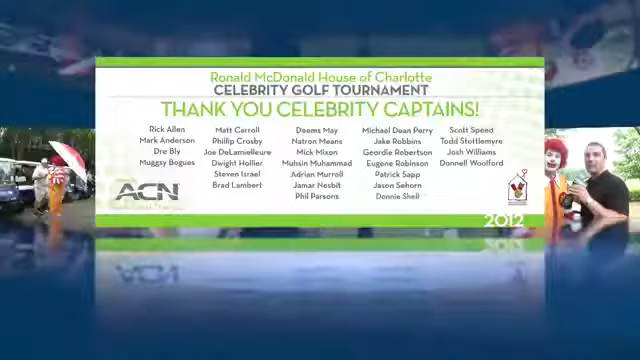 Ronald McDonald House of Charlotte
CELEBRITY GOLF TOURNAMENT
THANK YOU CELEBRITY CAPTAINS!
Rick Allen
Mark Anderson
Dre Bly
Muggsy Bogues
Matt Carroll
Phillip Crosby
Joe DeLamielleure
Dwight Hollier
Steven Israel
Brad Lambert
Deems May
Natron Means
Mick Mixon
Muhsin Muhammad
Adrian Murrell
Jamar Nesbit
Phil Parsons
Michael Dean Perry
Jake Robbins
Geordie Robertson
Eugene Robinson
Patrick Sapp
Jason Sehorn
Donnie Shell
Scott Speed
Todd Stottlemyre
Josh Williams
Donnell Woolford
ACN
2012